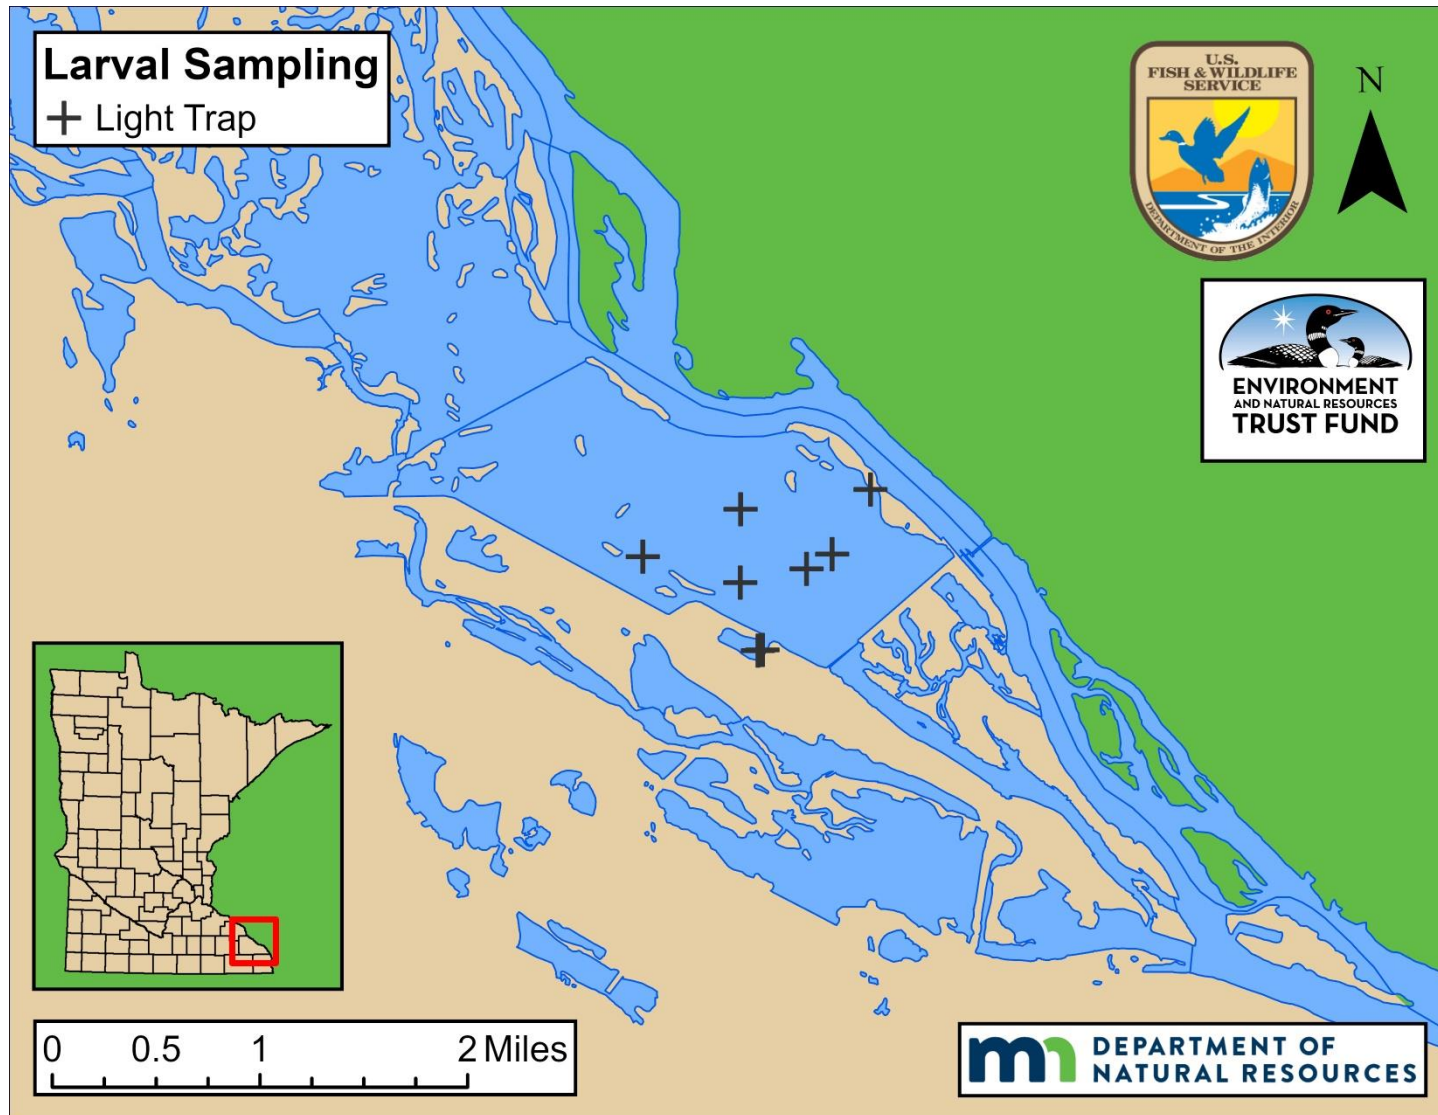 Larval Sampling
Light Trap
U.S.
FISH & WILDLIFE
SERVICE
DEPARTMENT OF THE INTERIOR
N
ENVIRONMENT
AND NATURAL RESOURCES
TRUST FUND
0 0.5 1 2 Miles
mn DEPARTMENT OF
NATURAL RESOURCES